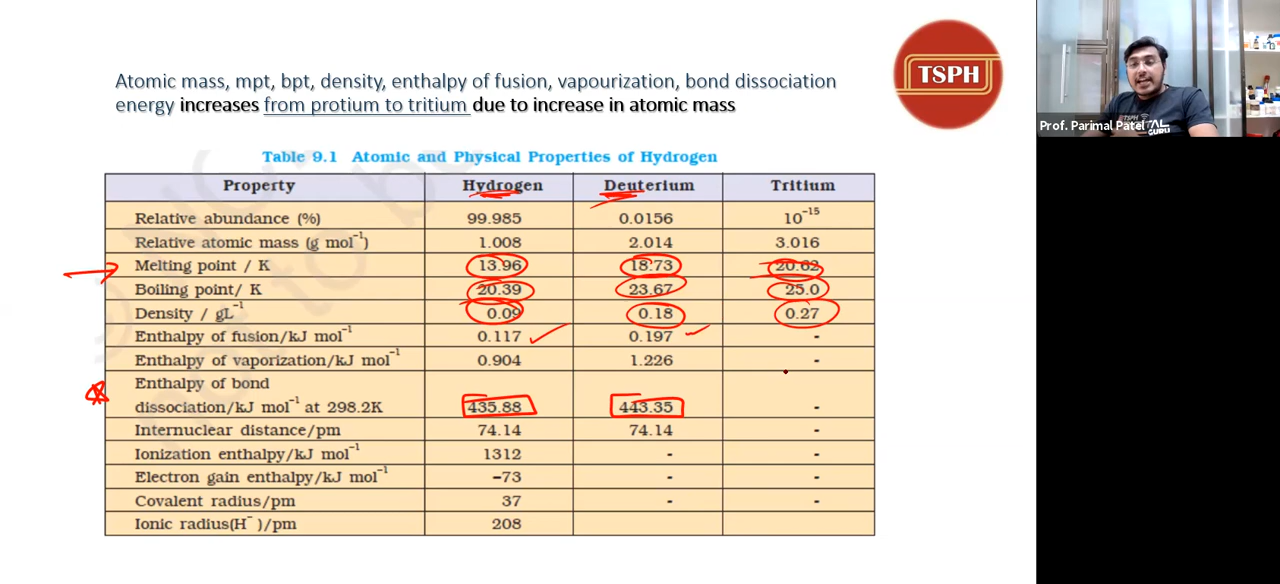 Atomic mass, mpt, bpt, density, enthalpy of fusion, vapourization, bond dissociation
energy increases from protium to tritium due to increase in atomic mass
TSPH
Prof. Parimal Patel
GURU
Table 9.1 Atomic and Physical Properties of Hydrogen
Property Hydrogen Deuterium Tritium
Relative abundance (%) 99.985 0.0156 10⁻¹⁵
Relative atomic mass (g mol⁻¹) 1.008 2.014 3.016
Melting point / K 13.96 18.73 20.62
Boiling point/ K 20.39 23.67 25.0
Density / gL⁻¹ 0.09 0.18 0.27
Enthalpy of fusion/kJ mol⁻¹ 0.117 0.197 -
Enthalpy of vaporization/kJ mol⁻¹ 0.904 1.226 -
Enthalpy of bond
dissociation/kJ mol⁻¹ at 298.2K 435.88 443.35 -
Internuclear distance/pm 74.14 74.14 -
Ionization enthalpy/kJ mol⁻¹ 1312 - -
Electron gain enthalpy/kJ mol⁻¹ –73 - -
Covalent radius/pm 37 - -
Ionic radius(H⁻)/pm 208